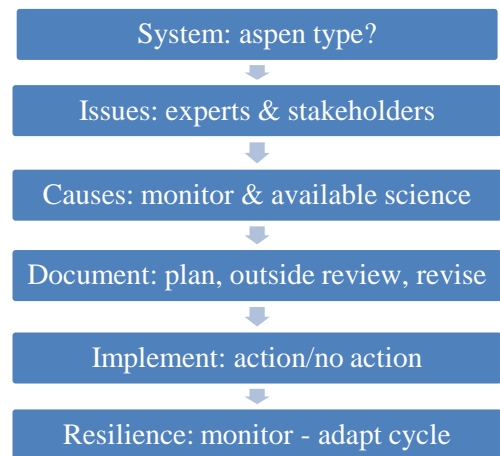 System: aspen type?
Issues: experts & stakeholders
Causes: monitor & available science
Document: plan, outside review, revise
Implement: action/no action
Resilience: monitor - adapt cycle